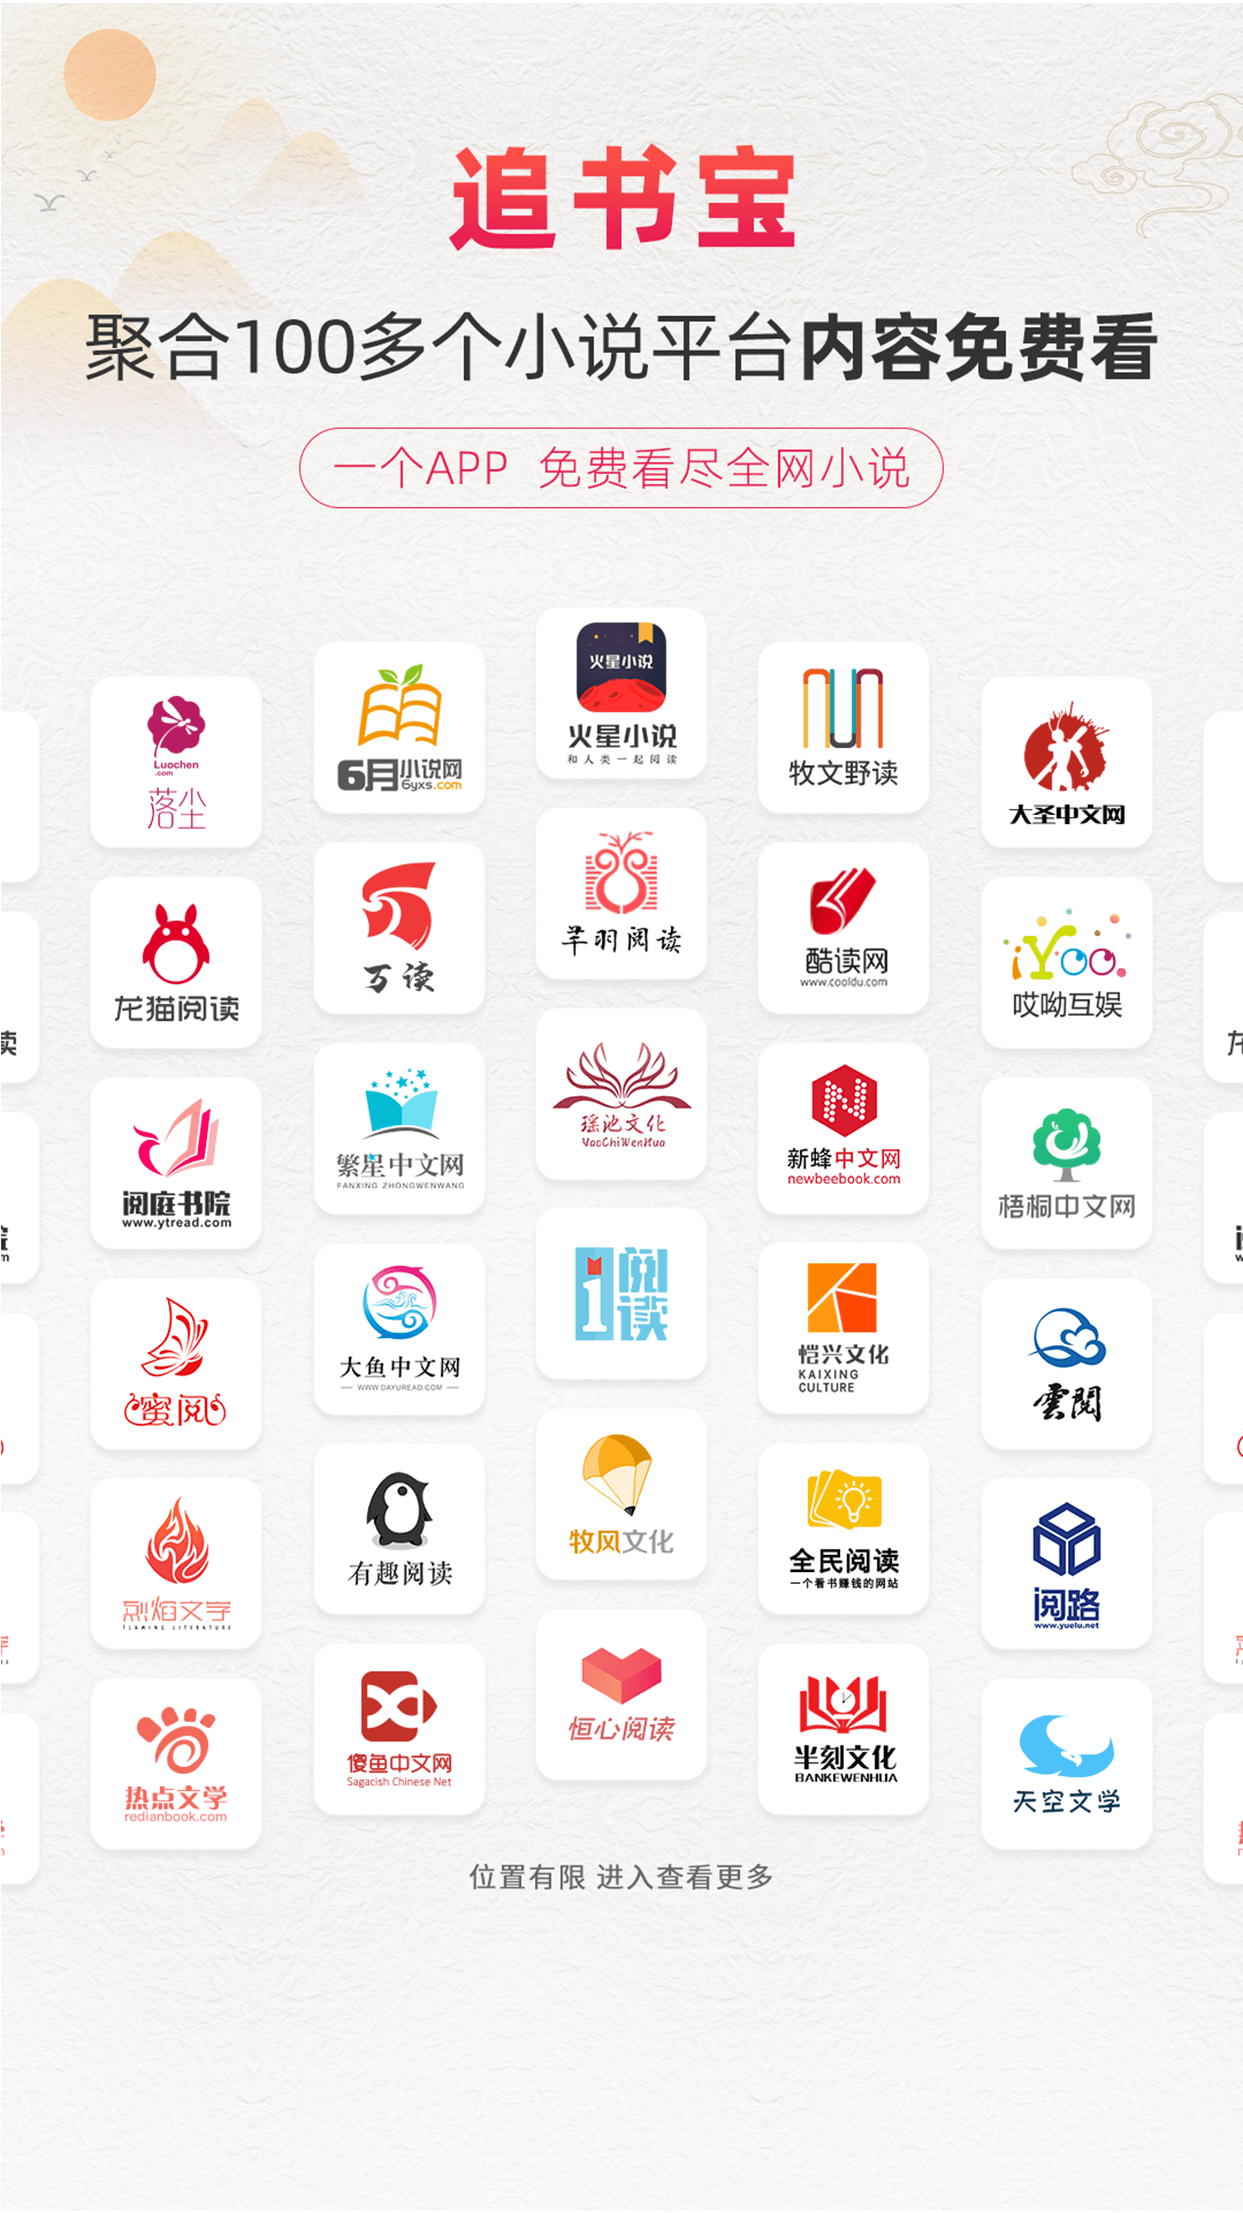 追书宝
聚合100多个小说平台内容免费看
一个APP 免费看尽全网小说
火星小说
火星小说
和人类一起阅读
6月小说网
6yxs.com
牧文野读
Luochen
.com
落尘
大圣中文网
羊羽阅读
万读
酷读网
www.cooldu.com
龙猫阅读
iYoo.
哎呦互娱
瑶池文化
YaoChiWenHua
繁星中文网
FANXING ZHONGWENWANG
新蜂中文网
newbeebook.com
阅庭书院
www.ytread.com
梧桐中文网
1阅读
大鱼中文网
WWW.DAYUREAD.COM
恺兴文化
KAIXING
CULTURE
蜜阅
雲閱
牧风文化
有趣阅读
全民阅读
一个看书赚钱的网站
烈焰文学
FLAMING LITERATURE
阅路
www.yuelu.net
恒心阅读
傻鱼中文网
Sagacish Chinese Net
半刻文化
BANKEWENHUA
热点文学
redianbook.com
天空文学
读
龙
位置有限 进入查看更多